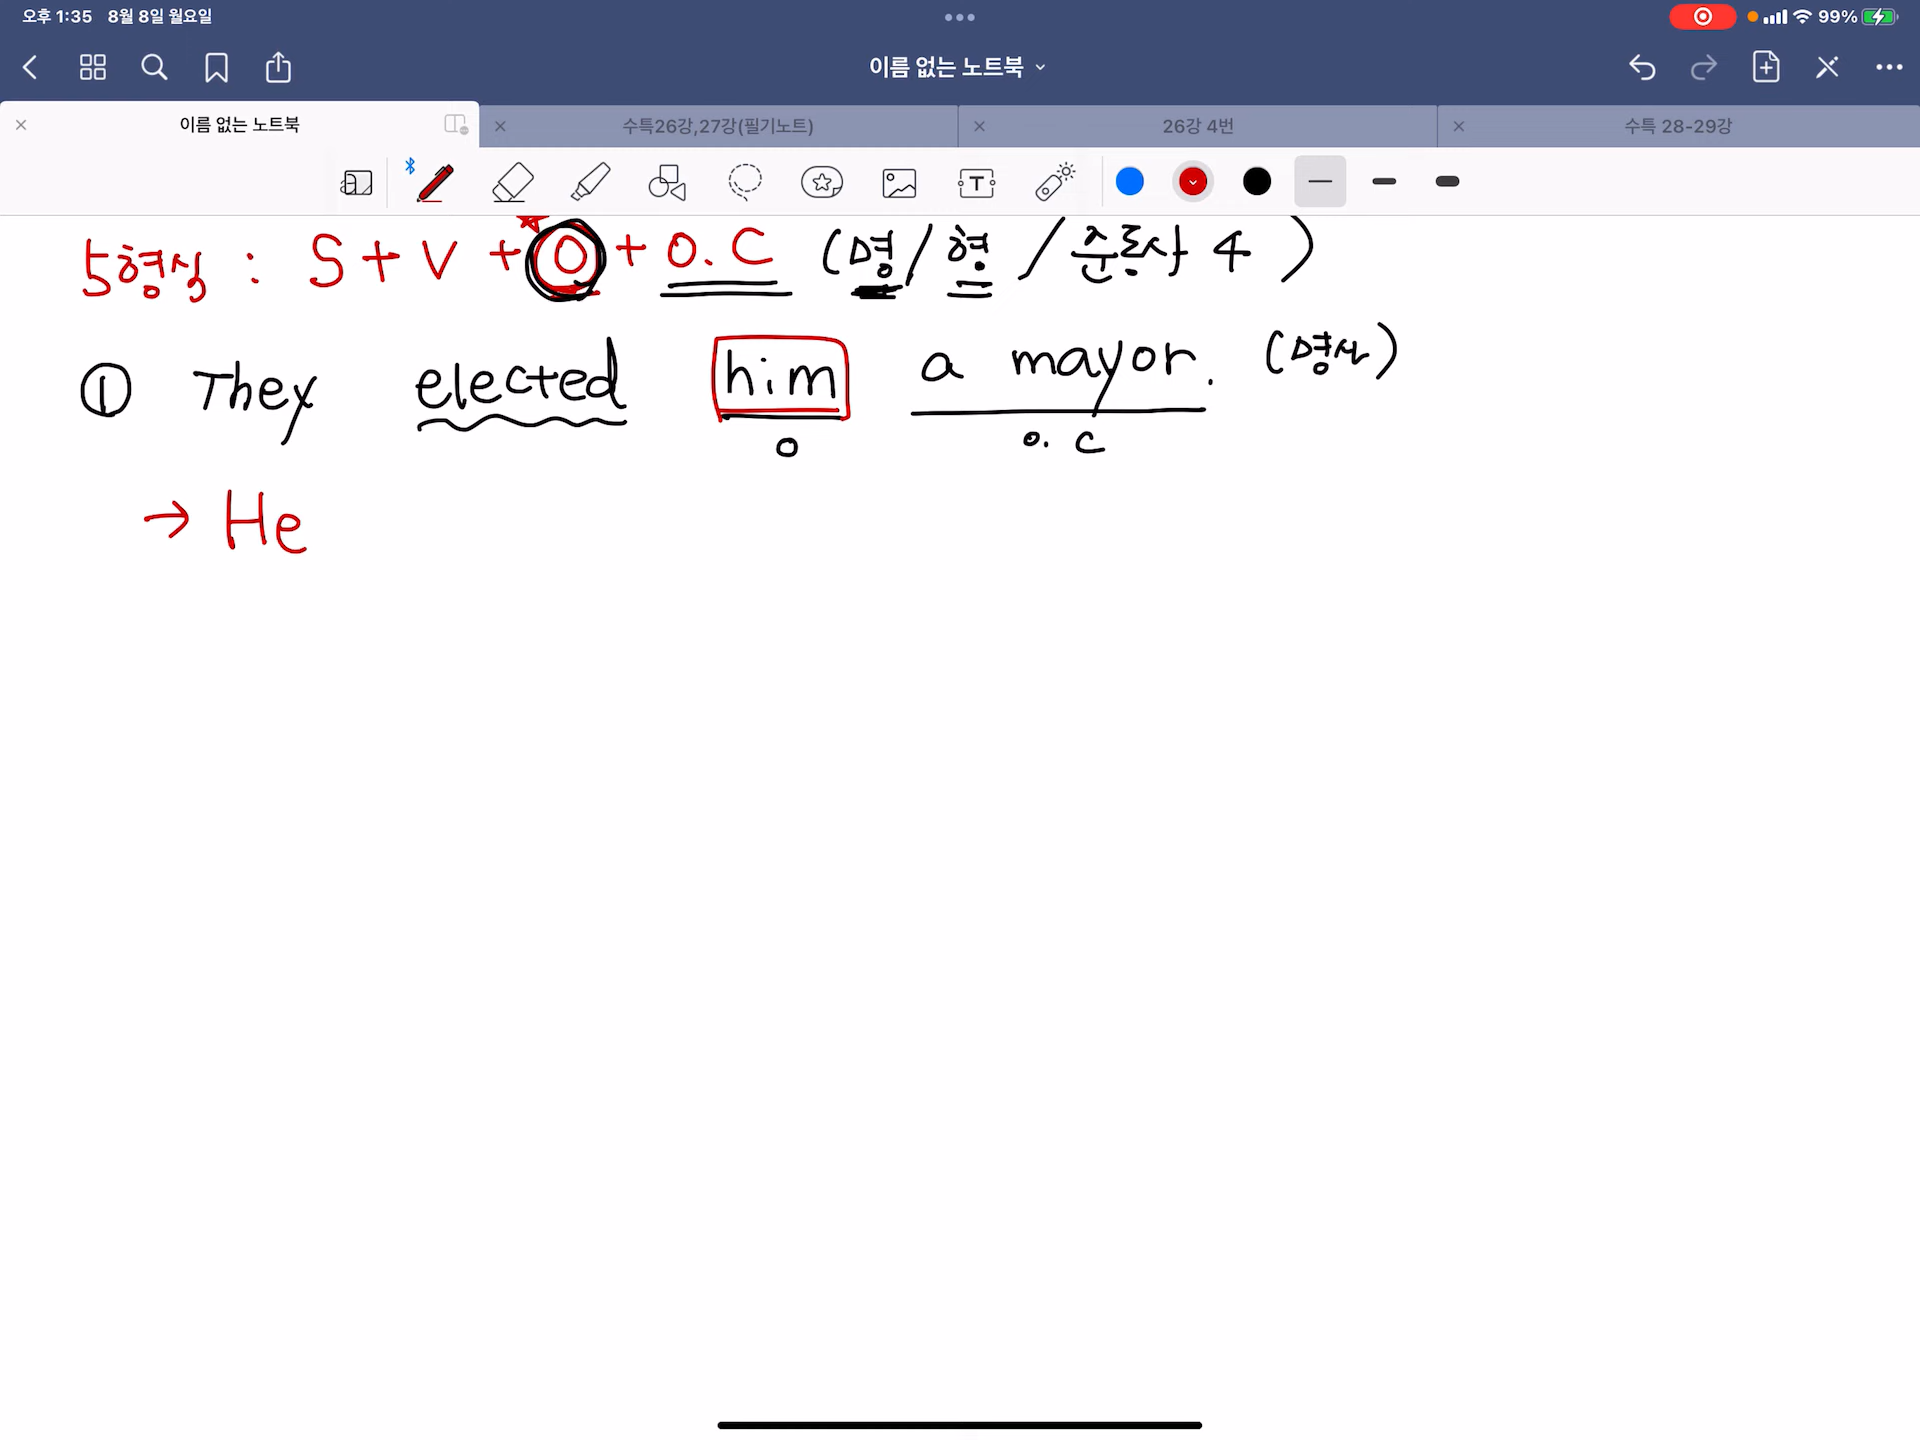 오후 1:35 8월 8일 월요일
99%
이름 없는 노트북
이름 없는 노트북
수특26강,27강(필기노트)
26강 4번
수특 28-29강
5형식 : S + V + O + O.C (명/형/준동사 4)
① They elected him a mayor. (명사)
O O.C
→ He